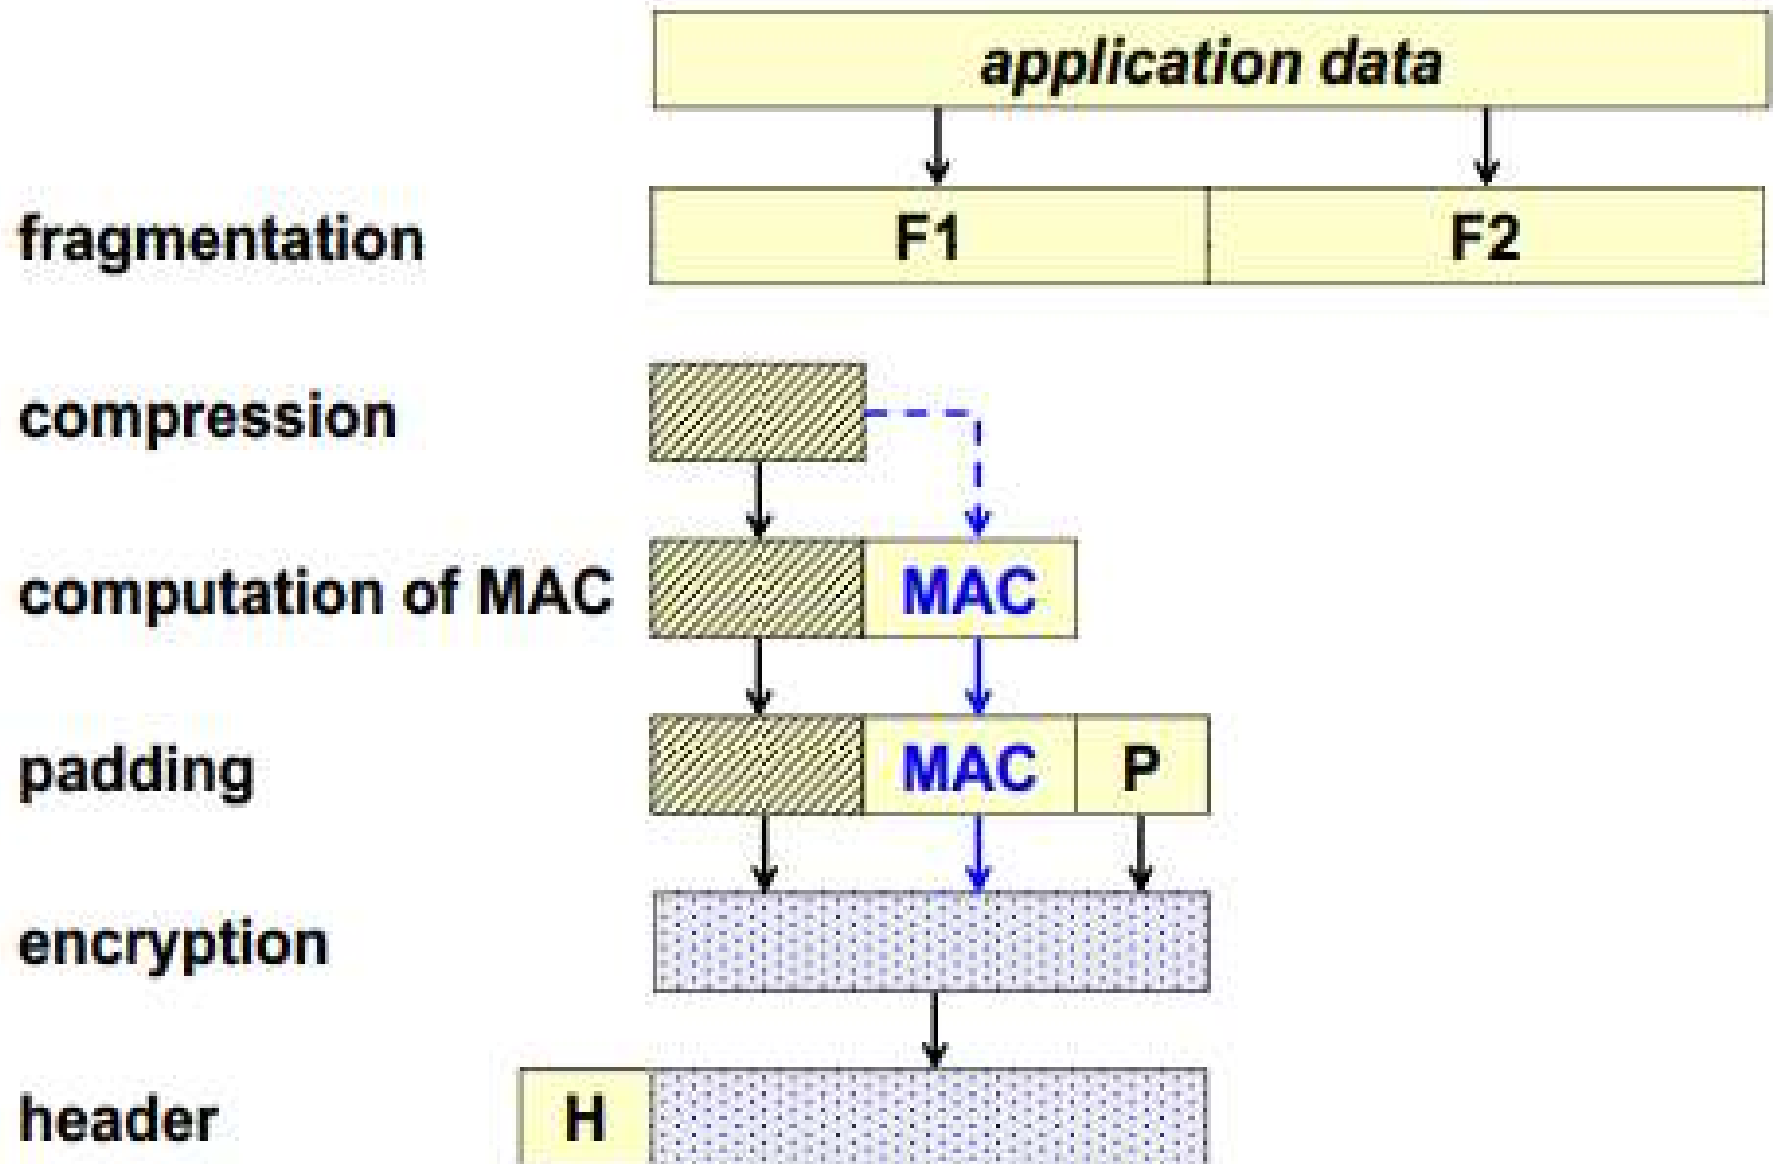 application data
fragmentation F1 F2
compression
computation of MAC MAC
padding MAC P
encryption
header H